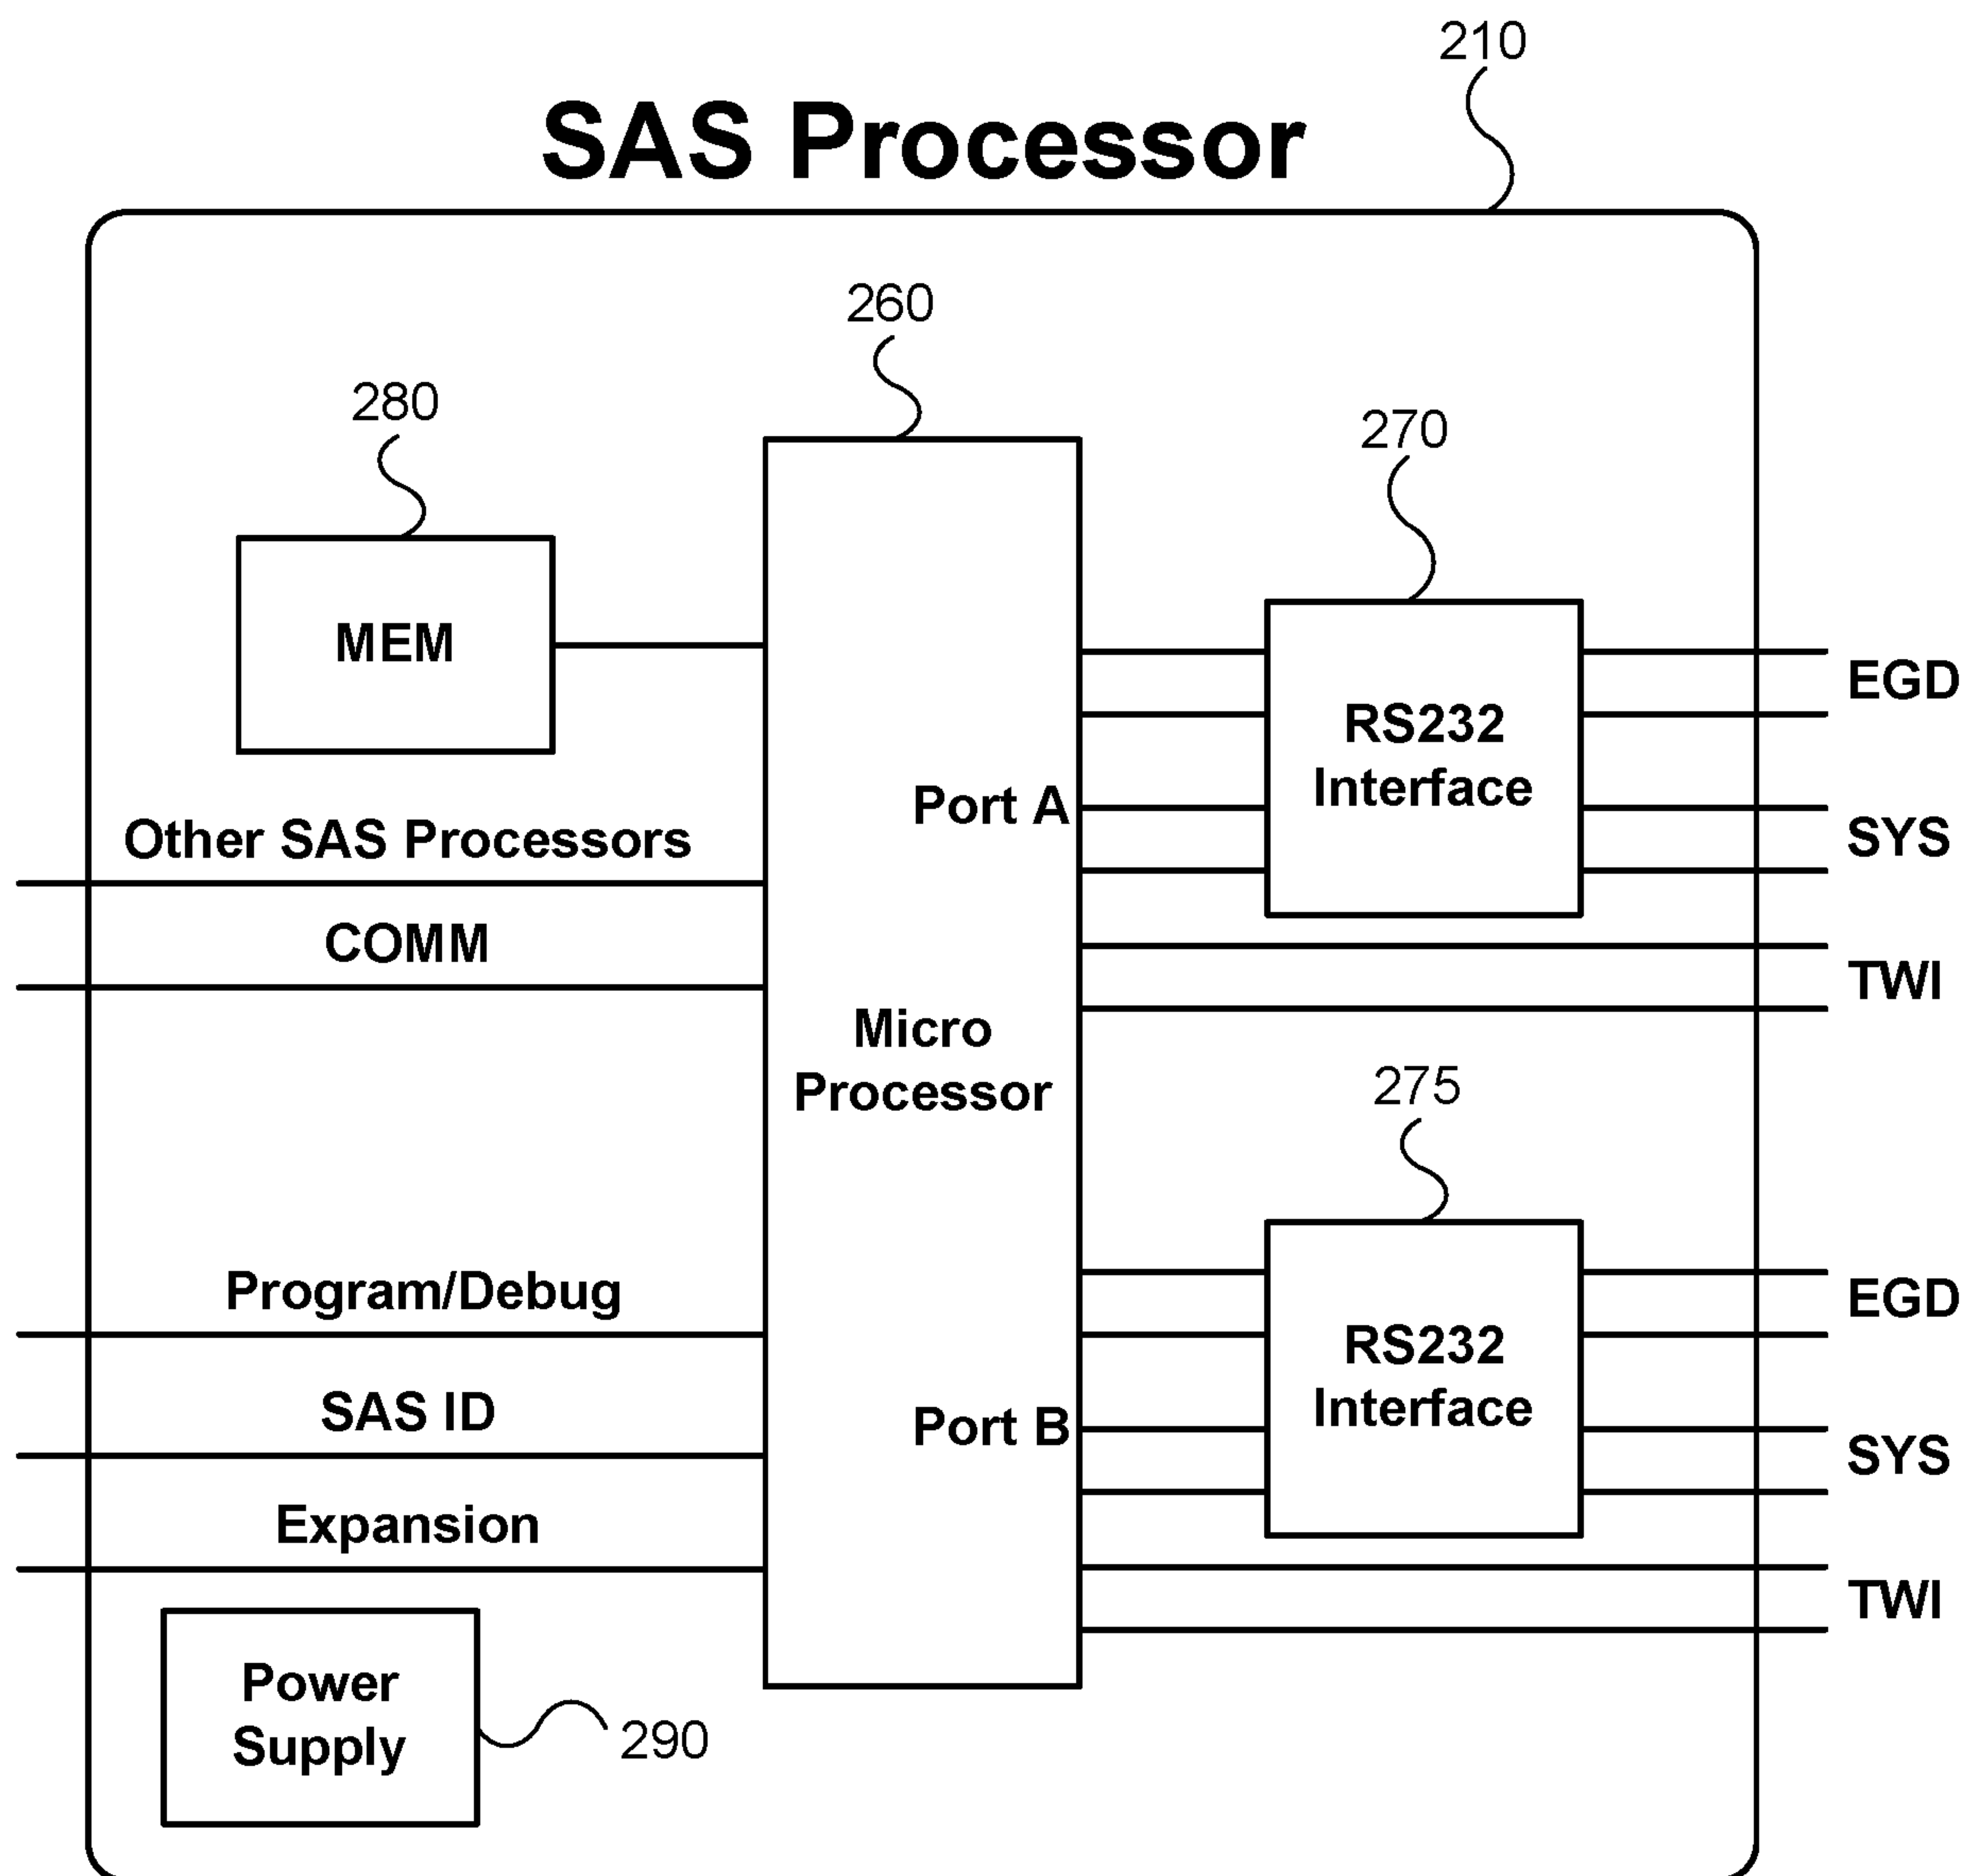 210
SAS Processor
260
280
270
MEM
RS232
Interface
EGD
Port A
SYS
Other SAS Processors
COMM
TWI
Micro
Processor
275
Program/Debug
EGD
RS232
Interface
SAS ID
Port B
SYS
Expansion
TWI
Power
Supply
290